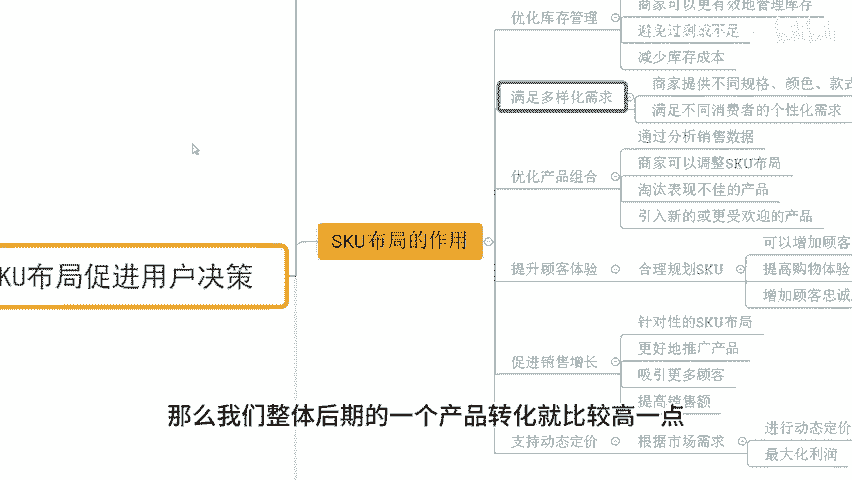 商家可以更有效地管理库存
优化库存管理
避免过剩或不足
减少库存成本
商家提供不同规格、颜色、款式
满足多样化需求
满足不同消费者的个性化需求
通过分析销售数据
商家可以调整SKU布局
优化产品组合
淘汰表现不佳的产品
引入新的或更受欢迎的产品
SKU布局的作用
可以增加顾客
KU布局促进用户决策
提升顾客体验
合理规划SKU
提高购物体验
增加顾客忠诚
针对性的SKU布局
更好地推广产品
促进销售增长
吸引更多顾客
提高销售额
那么我们整体后期的一个产品转化就比较高一点
进行动态定价
支持动态定价
根据市场需求
最大化利润